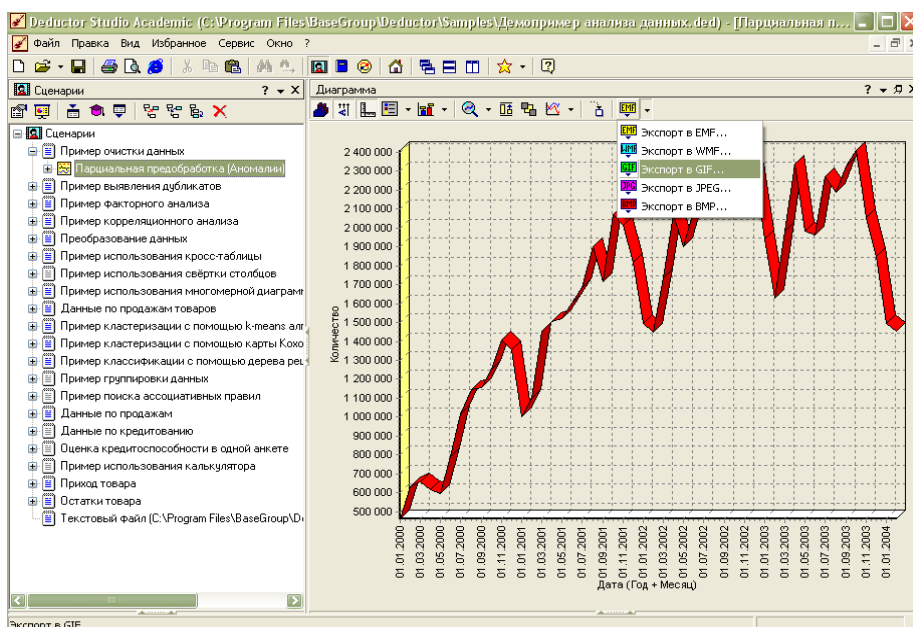 Deductor Studio Academic (C:\Program Files\BaseGroup\Deductor\Samples\Демопример анализа данных.ded) - [Парциальная п...
Файл Правка Вид Избранное Сервис Окно ?
Сценарии
Сценарии
Пример очистки данных
Парциальная предобработка (Аномалии)
Пример выявления дубликатов
Пример факторного анализа
Пример корреляционного анализа
Преобразование данных
Пример использования кросс-таблицы
Пример использования свёртки столбцов
Пример использования многомерной диаграмм
Данные по продажам товаров
Пример кластеризации с помощью k-means алг
Пример кластеризации с помощью карты Кохо
Пример классификации с помощью дерева реш
Пример группировки данных
Пример поиска ассоциативных правил
Данные по продажам
Данные по кредитованию
Оценка кредитоспособности в одной анкете
Пример использования калькулятора
Приход товара
Остатки товара
Текстовый файл (C:\Program Files\BaseGroup\D
Диаграмма
EMF
EMF Экспорт в EMF...
WMF Экспорт в WMF...
GIF Экспорт в GIF...
JPG Экспорт в JPEG...
BMP Экспорт в BMP...
Количество
2 400 000
2 300 000
2 200 000
2 100 000
2 000 000
1 900 000
1 800 000
1 700 000
1 600 000
1 500 000
1 400 000
1 300 000
1 200 000
1 100 000
1 000 000
900 000
800 000
700 000
600 000
500 000
01.01.2000
01.03.2000
01.05.2000
01.07.2000
01.09.2000
01.11.2000
01.01.2001
01.03.2001
01.05.2001
01.07.2001
01.09.2001
01.11.2001
01.01.2002
01.03.2002
01.05.2002
01.07.2002
01.09.2002
01.11.2002
01.01.2003
01.03.2003
01.05.2003
01.07.2003
01.09.2003
01.11.2003
01.01.2004
Дата (Год + Месяц)
Экспорт в GIF